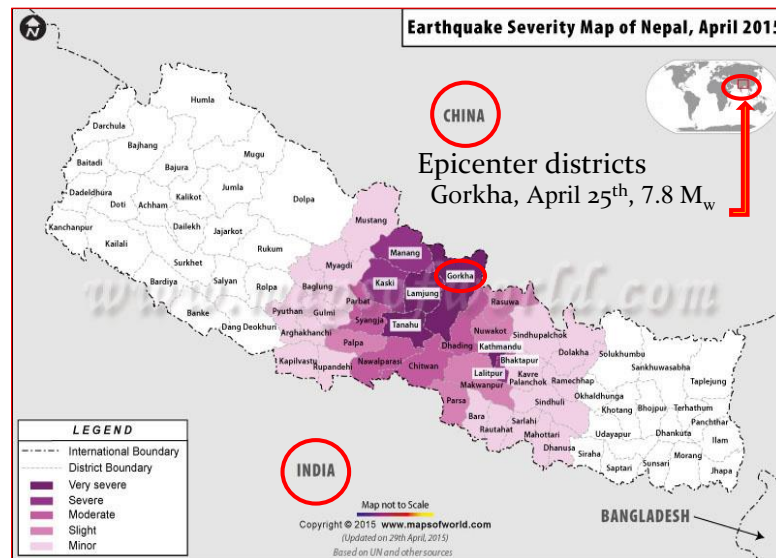 Earthquake Severity Map of Nepal, April 2015
N
CHINA
Epicenter districts
Gorkha, April 25th, 7.8 Mw
Humla
Darchula
Bajhang
Mugu
Baitadi
Bajura
Dadeldhura
Doti
Achham
Kalikot
Jumla
Dolpa
Kanchanpur
Dailekh
Jajarkot
Mustang
Kailali
Rukum
Manang
Surkhet
Myagdi
Gorkha
Bardiya
Salyan
Rolpa
Baglung
Kaski
Lamjung
Rasuwa
www.mapsofworld.com
Banke
Pyuthan
Gulmi
Parbat
Syangja
Tanahu
Nuwakot
Sindhupalchok
Dang Deokhuri
Arghakhanchi
Palpa
Dhading
Kathmandu
Dolakha
Solukhumbu
Bhaktapur
Sankhuwasabha
Kapilvastu
Rupandehi
Nawalparasi
Chitwan
Lalitpur
Kavre
Palanchok
Ramechhap
Taplejung
Makwanpur
Okhaldhunga
Parsa
Sindhuli
Khotang
Bhojpur
Terhathum
Panchthar
Bara
Sarlahi
Udayapur
Dhankuta
Ilam
Rautahat
Mahottari
Dhanusa
Siraha
Saptari
Sunsari
Morang
Jhapa
LEGEND
International Boundary
District Boundary
Very severe
Severe
Moderate
Slight
Minor
INDIA
Map not to Scale
Copyright © 2015 www.mapsofworld.com
(Updated on 29th April, 2015)
Based on UN and other sources
BANGLADESH